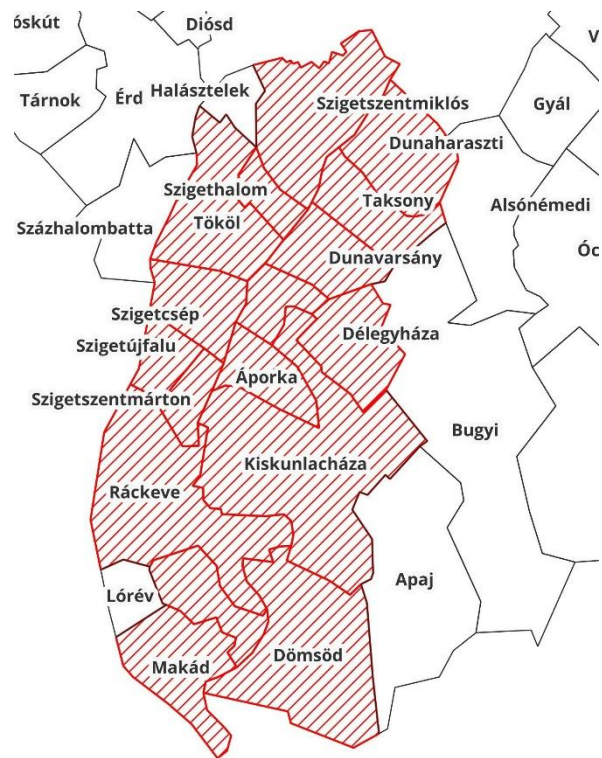 óskút
Diósd
V
Tárnok
Érd
Halásztelek
Szigetszentmiklós
Gyál
Dunaharaszti
Szigethalom
Taksony
Alsónémedi
Százhalombatta
Tököl
Óc
Dunavarsány
Szigetcsép
Délegyháza
Szigetújfalu
Áporka
Szigetszentmárton
Bugyi
Kiskunlacháza
Ráckeve
Apaj
Lórév
Dömsöd
Makád